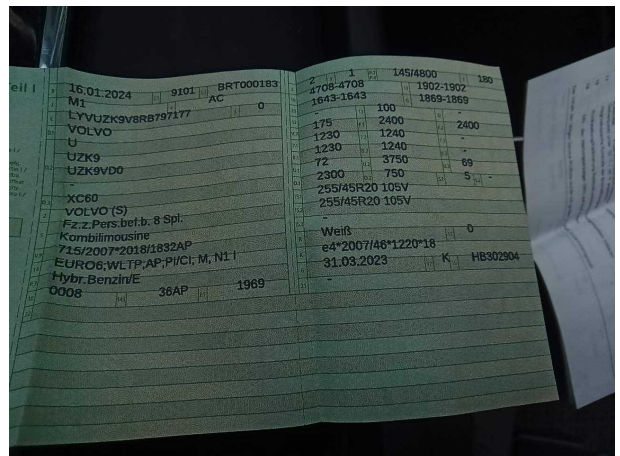 Teil I
16.01.2024 9101 BRT000183
M1 AC
LYVUZK9V8RB797177 0
VOLVO
U
UZK9
UZK9VD0
-
XC60
VOLVO (S)
Fz.z.Pers.bef.b. 8 Spl.
Kombilimousine
715/2007*2018/1832AP
EURO6;WLTP;AP;PI/CI, M, N1 I
Hybr.Benzin/E
0008 36AP 1969
2 1 145/4800 180
4708-4708 1902-1902
1643-1643 1869-1869
- 100 -
175 2400 2400
1230 1240 -
1230 1240 -
72 3750 69
2300 750 5 -
255/45R20 105V
255/45R20 105V
-
Weiß 0
e4*2007/46*1220*18
31.03.2023 K HB302904
-